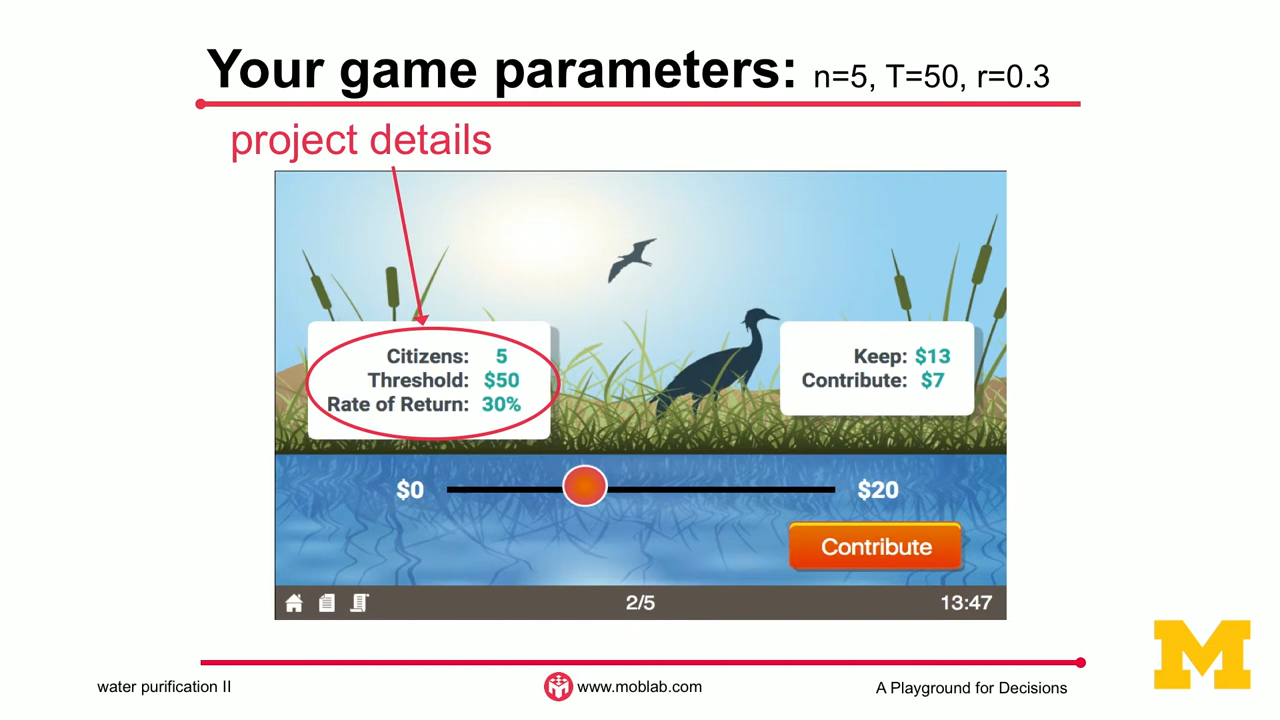 Your game parameters: n=5, T=50, r=0.3
project details
Citizens: 5
Threshold: $50
Rate of Return: 30%
Keep: $13
Contribute: $7
$0
$20
Contribute
2/5
13:47
water purification II
www.moblab.com
A Playground for Decisions
M